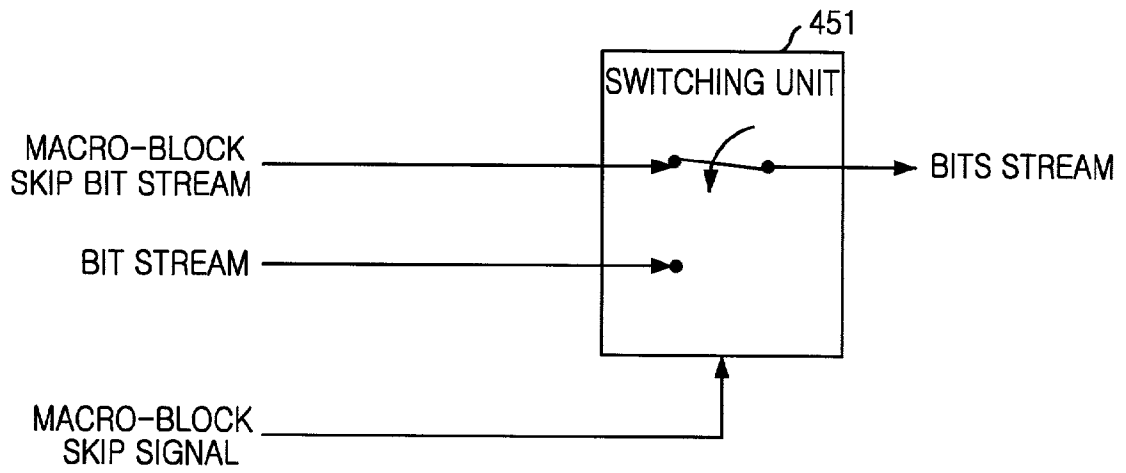 451
SWITCHING UNIT
MACRO-BLOCK
SKIP BIT STREAM
BITS STREAM
BIT STREAM
MACRO-BLOCK
SKIP SIGNAL